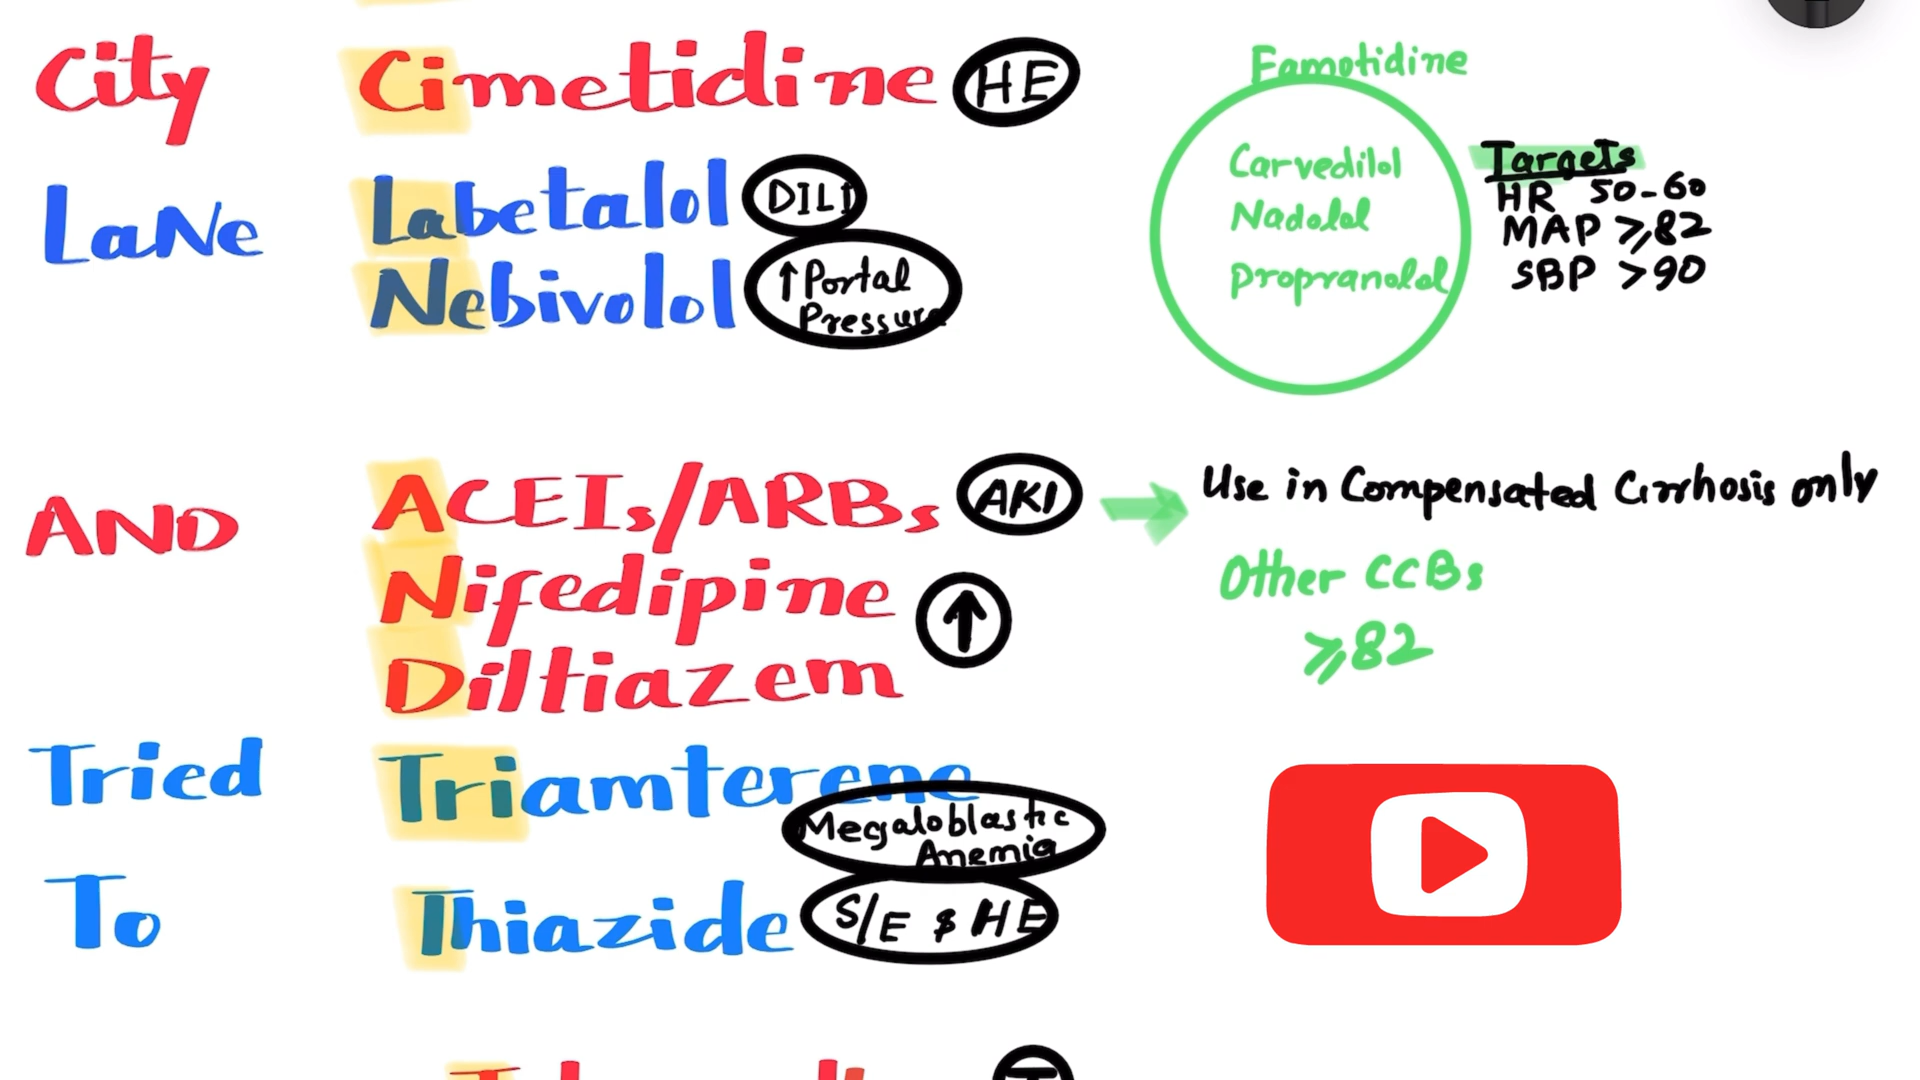 City Cimetidine HE
Famotidine
LaNe Labetalol DILI
Nebivolol ↑ Portal Pressure
Carvedilol
Nadolol
Propranolol
Targets
HR 50-60
MAP ≥82
SBP >90
AND ACEIs/ARBs AKI → Use in Compensated Cirrhosis only
Nifedipine ↑
Diltiazem
Other CCBs
≥82
Tried Triamterene
Megaloblastic
Anemia
To Thiazide S/E & HE